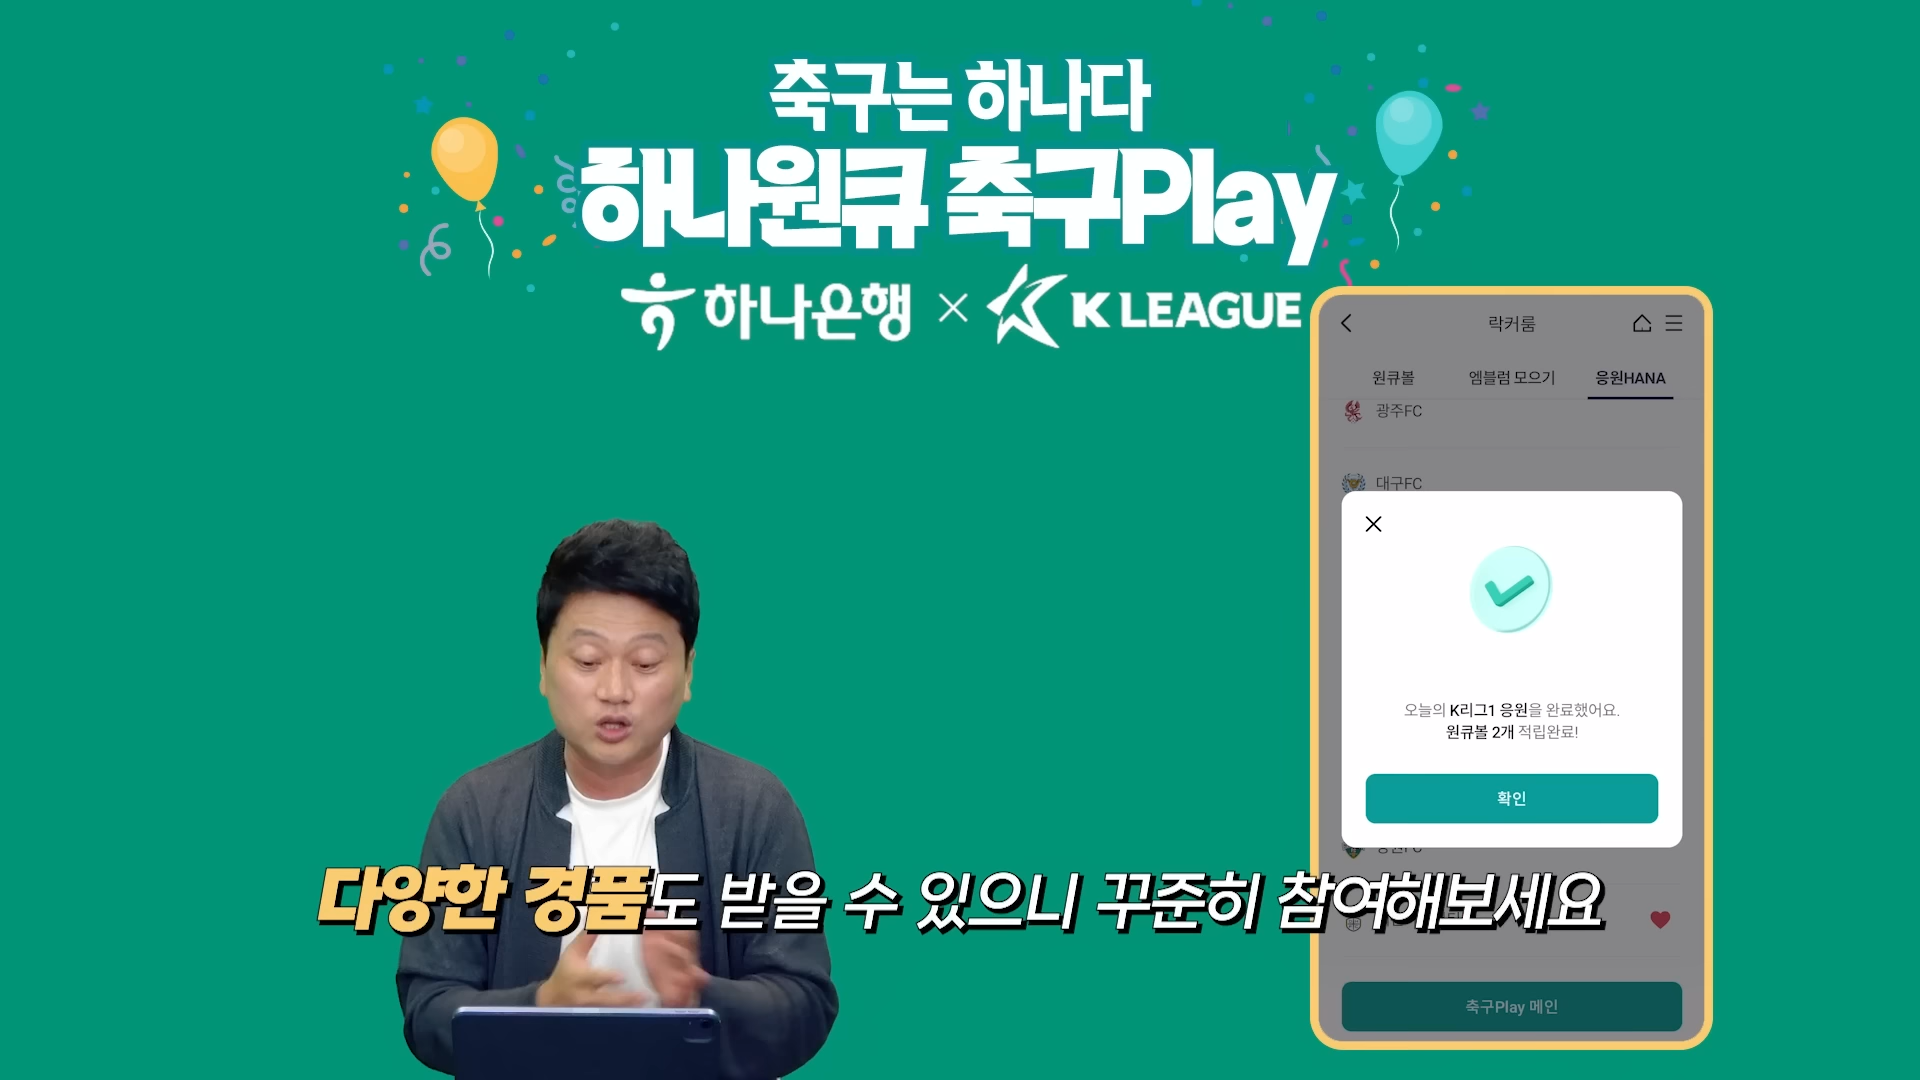 축구는 하나다
하나원큐 축구Play
하나은행 × K LEAGUE
락커룸
원큐볼 엠블럼 모으기 응원HANA
광주FC
대구FC
오늘의 K리그1 응원을 완료했어요.
원큐볼 2개 적립완료!
확인
다양한 경품도 받을 수 있으니 꾸준히 참여해보세요
축구Play 메인